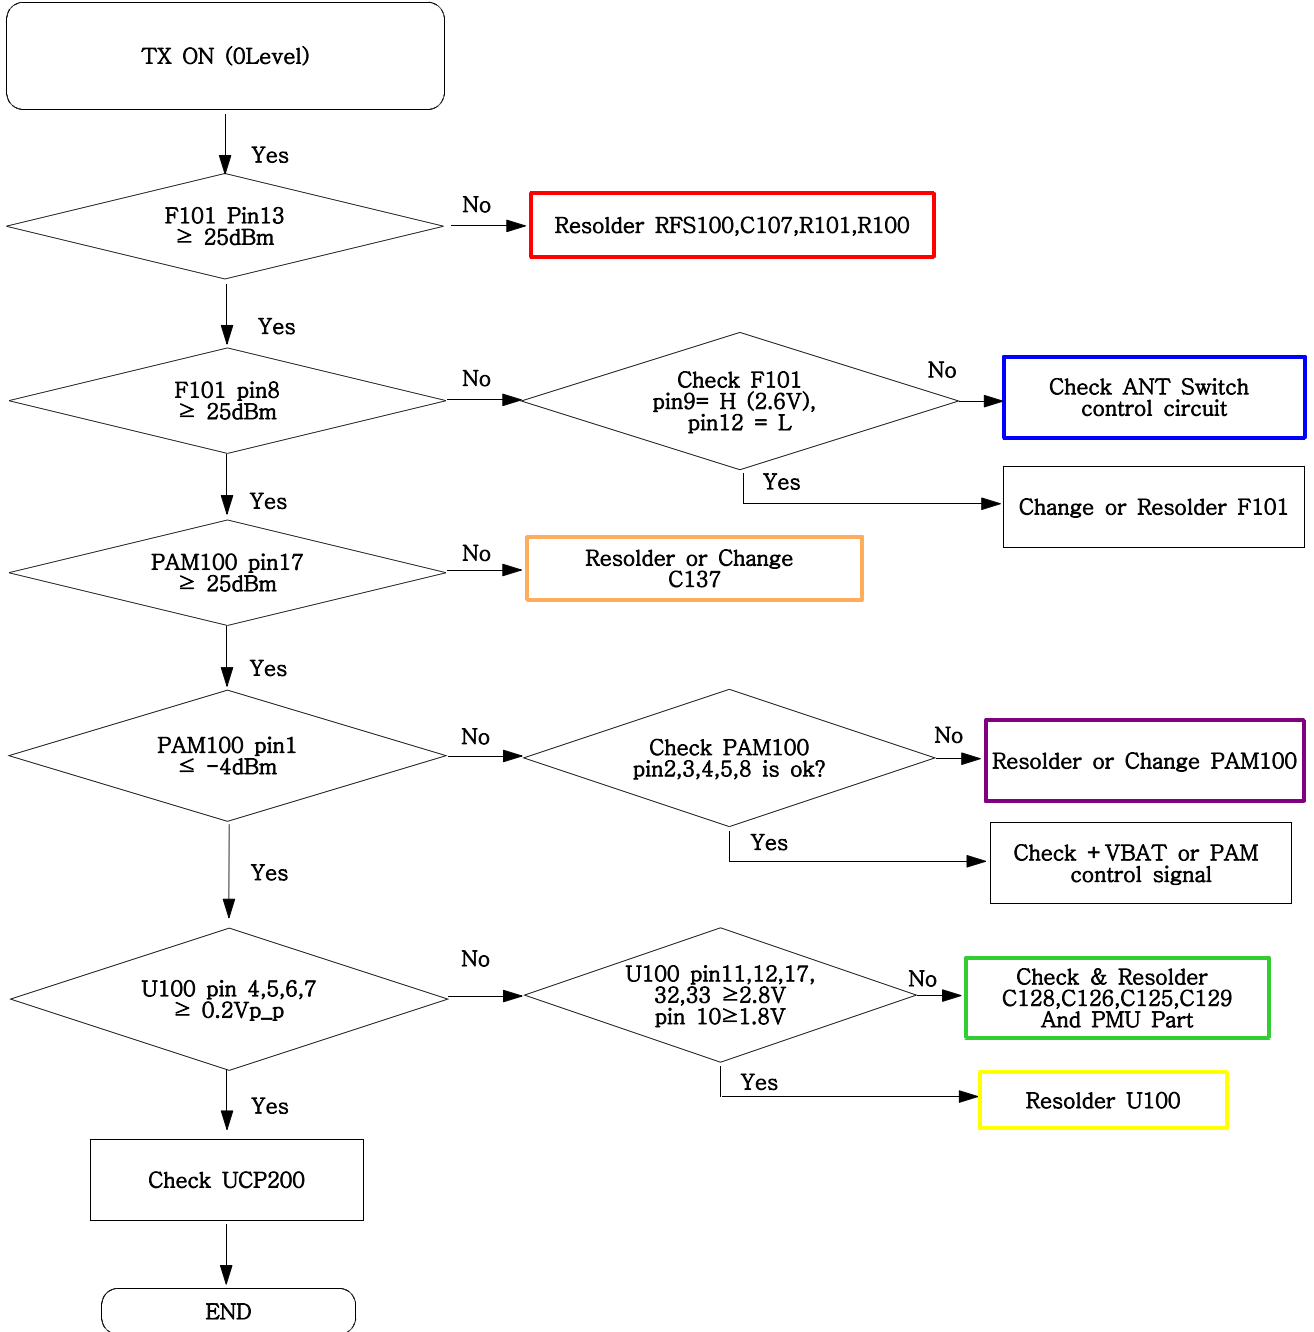 TX ON (0Level)
Yes
F101 Pin13
≥ 25dBm
No
Resolder RFS100,C107,R101,R100
Yes
F101 pin8
≥ 25dBm
No
Check F101
pin9= H (2.6V),
pin12 = L
No
Check ANT Switch
control circuit
Yes
Change or Resolder F101
Yes
PAM100 pin17
≥ 25dBm
No
Resolder or Change
C137
Yes
PAM100 pin1
≤ -4dBm
No
Check PAM100
pin2,3,4,5,8 is ok?
No
Resolder or Change PAM100
Yes
Check +VBAT or PAM
control signal
Yes
U100 pin 4,5,6,7
≥ 0.2Vp_p
No
U100 pin11,12,17,
32,33 ≥2.8V
pin 10≥1.8V
No
Check & Resolder
C128,C126,C125,C129
And PMU Part
Yes
Resolder U100
Yes
Check UCP200
END